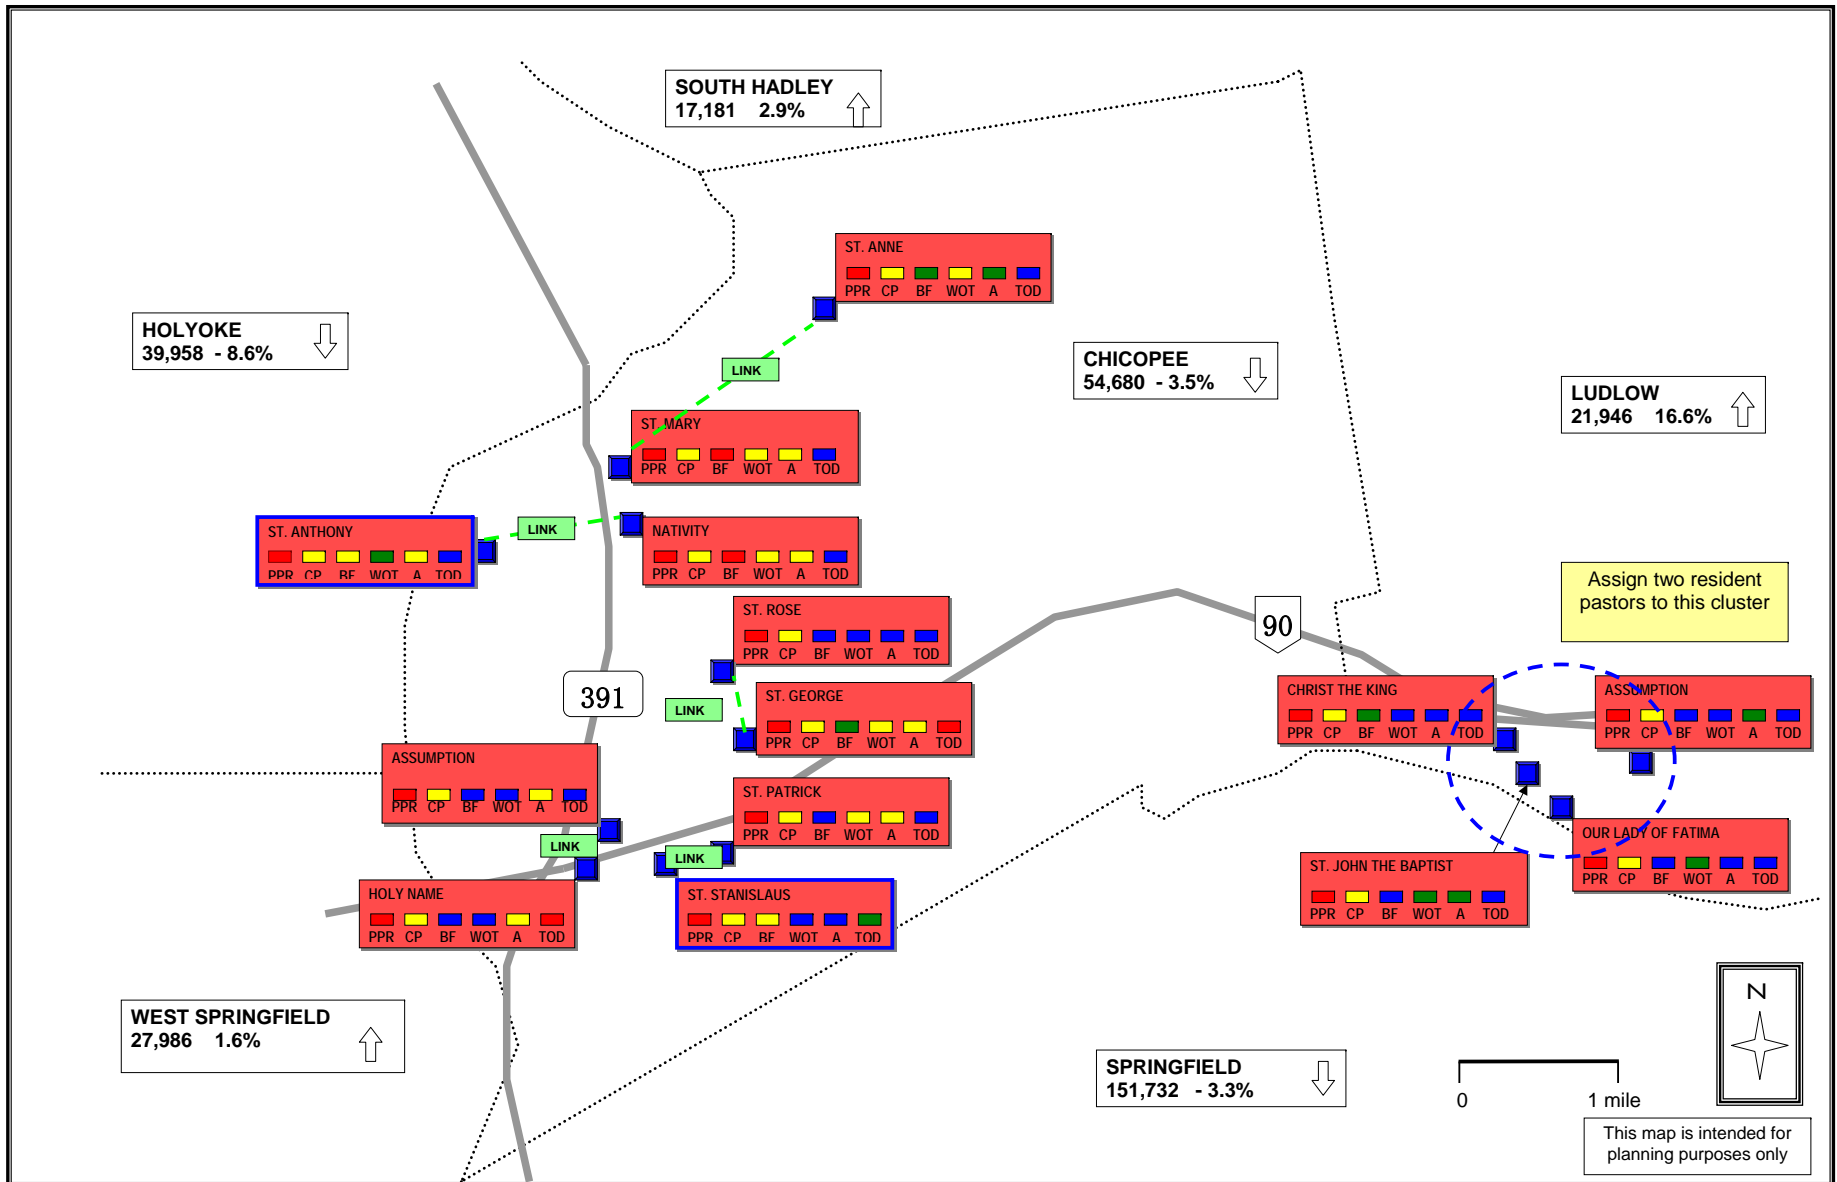 SOUTH HADLEY
17,181 2.9%
ST. ANNE
PPR CP BF WOT A TOD
HOLYOKE
39,958 - 8.6%
LINK
CHICOPEE
54,680 - 3.5%
LUDLOW
21,946 16.6%
ST. MARY
PPR CP BF WOT A TOD
ST. ANTHONY
PPR CP BF WOT A TOD
LINK
NATIVITY
PPR CP BF WOT A TOD
Assign two resident
pastors to this cluster
ST. ROSE
PPR CP BF WOT A TOD
90
391
LINK
ST. GEORGE
PPR CP BF WOT A TOD
CHRIST THE KING
PPR CP BF WOT A TOD
ASSUMPTION
PPR CP BF WOT A TOD
ASSUMPTION
PPR CP BF WOT A TOD
ST. PATRICK
PPR CP BF WOT A TOD
LINK
LINK
OUR LADY OF FATIMA
PPR CP BF WOT A TOD
ST. JOHN THE BAPTIST
PPR CP BF WOT A TOD
HOLY NAME
PPR CP BF WOT A TOD
ST. STANISLAUS
PPR CP BF WOT A TOD
WEST SPRINGFIELD
27,986 1.6%
SPRINGFIELD
151,732 - 3.3%
N
0 1 mile
This map is intended for
planning purposes only